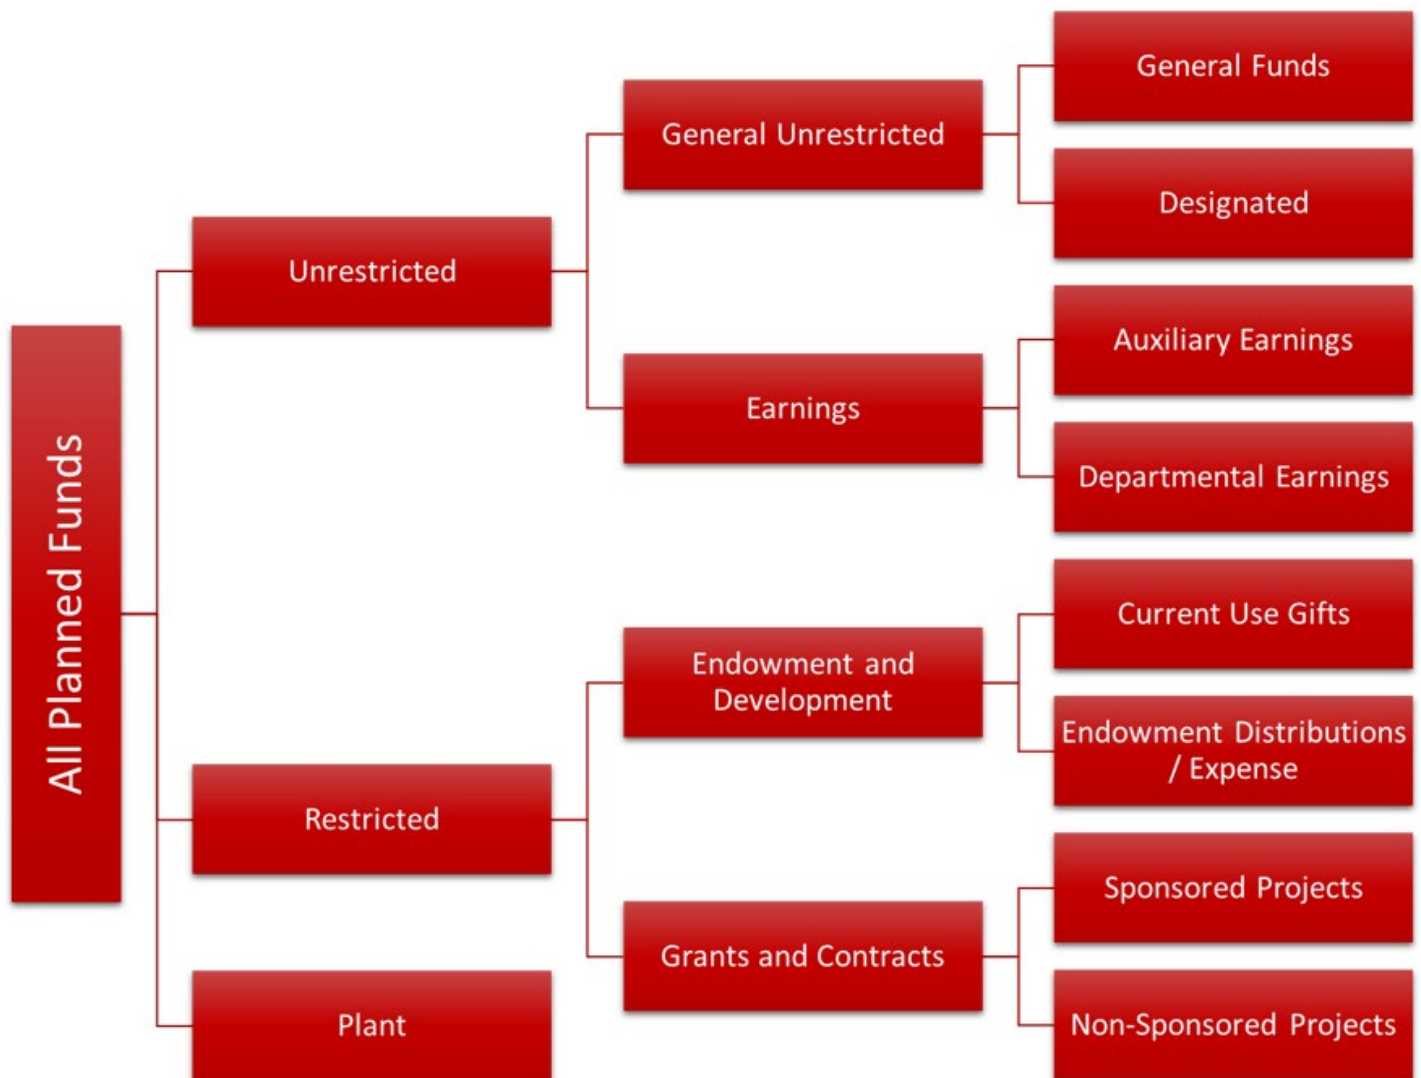 All Planned Funds
Unrestricted
General Unrestricted
General Funds
Designated
Earnings
Auxiliary Earnings
Departmental Earnings
Restricted
Endowment and
Development
Current Use Gifts
Endowment Distributions
/ Expense
Grants and Contracts
Sponsored Projects
Non-Sponsored Projects
Plant